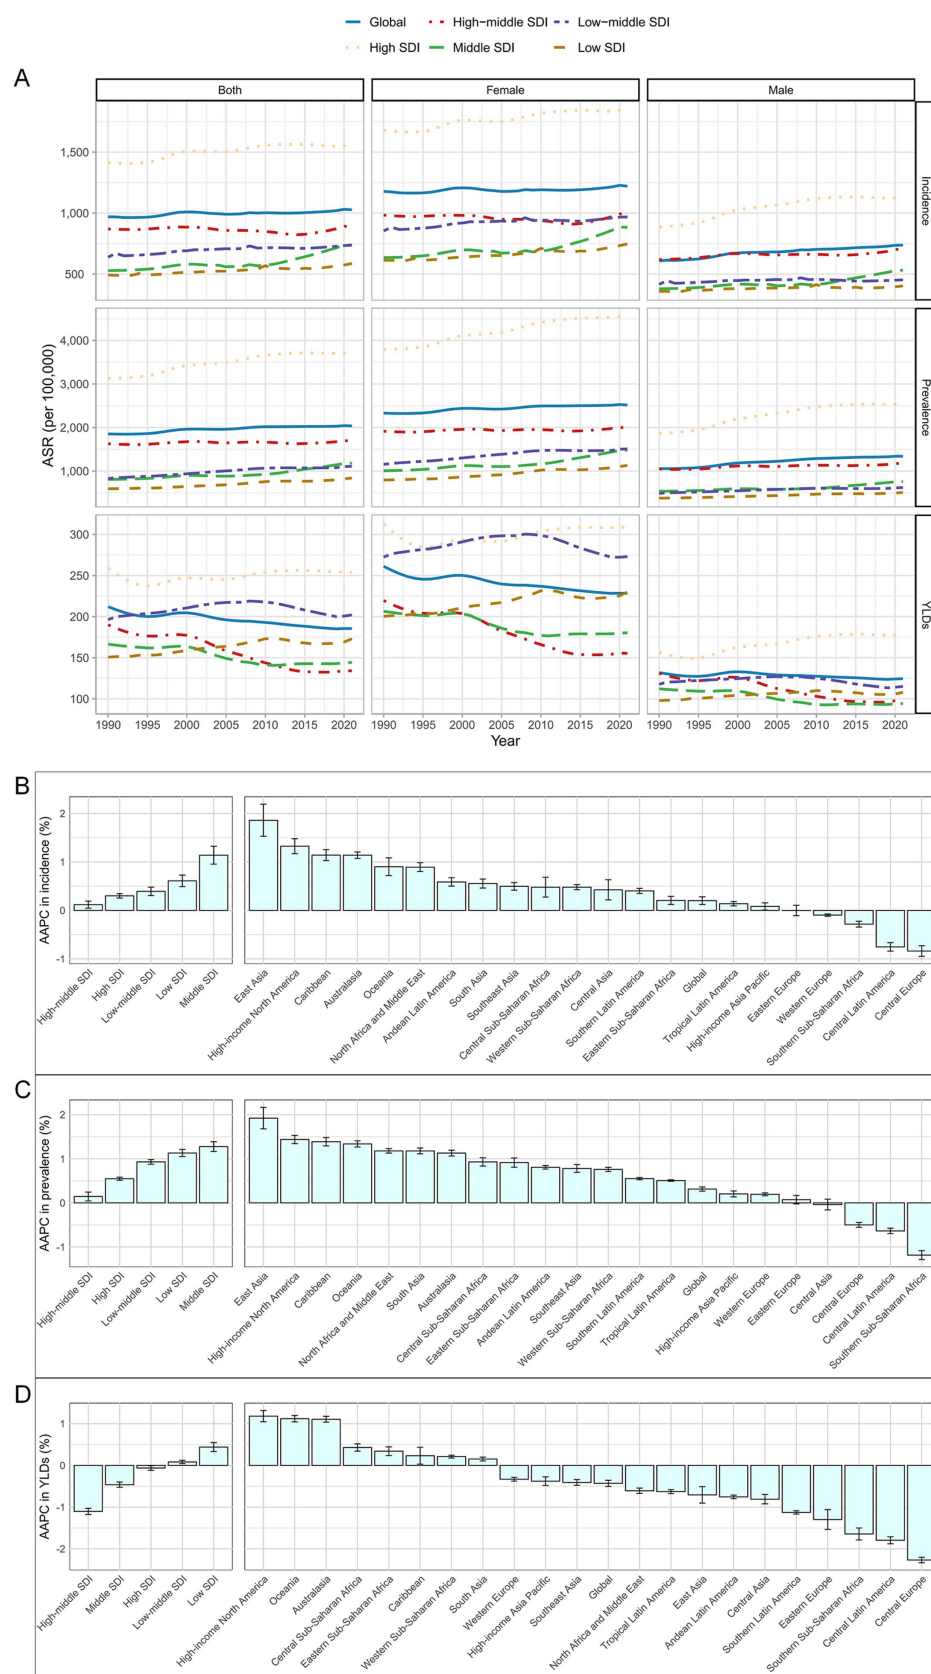 Global High-middle SDI Low-middle SDI
High SDI Middle SDI Low SDI
A
Both Female Male
1,500
1,000
500
Incidence
4,000
3,000
2,000
1,000
Prevalence
300
250
200
150
100
YLDs
ASR (per 100,000)
1990 1995 2000 2005 2010 2015 2020 1990 1995 2000 2005 2010 2015 2020 1990 1995 2000 2005 2010 2015 2020
Year
B
AAPC in incidence (%)
2
1
0
-1
High-middle SDI
High SDI
Low-middle SDI
Low SDI
Middle SDI
East Asia
High-income North America
Caribbean
Australasia
Oceania
North Africa and Middle East
Andean Latin America
South Asia
Southeast Asia
Central Sub-Saharan Africa
Western Sub-Saharan Africa
Central Asia
Southern Latin America
Eastern Sub-Saharan Africa
Global
Tropical Latin America
High-income Asia Pacific
Eastern Europe
Western Europe
Southern Sub-Saharan Africa
Central Latin America
Central Europe
C
AAPC in prevalence (%)
2
1
0
-1
High-middle SDI
High SDI
Low-middle SDI
Low SDI
Middle SDI
East Asia
High-income North America
Caribbean
Oceania
North Africa and Middle East
South Asia
Australasia
Central Sub-Saharan Africa
Eastern Sub-Saharan Africa
Andean Latin America
Southeast Asia
Western Sub-Saharan Africa
Southern Latin America
Tropical Latin America
Global
High-income Asia Pacific
Western Europe
Eastern Europe
Central Asia
Central Europe
Central Latin America
Southern Sub-Saharan Africa
D
AAPC in YLDs (%)
1
0
-1
-2
High-middle SDI
Middle SDI
High SDI
Low-middle SDI
Low SDI
High-income North America
Oceania
Australasia
Central Sub-Saharan Africa
Eastern Sub-Saharan Africa
Caribbean
Western Sub-Saharan Africa
South Asia
Western Europe
High-income Asia Pacific
Southeast Asia
Global
North Africa and Middle East
Tropical Latin America
East Asia
Andean Latin America
Central Asia
Southern Latin America
Eastern Europe
Southern Sub-Saharan Africa
Central Latin America
Central Europe